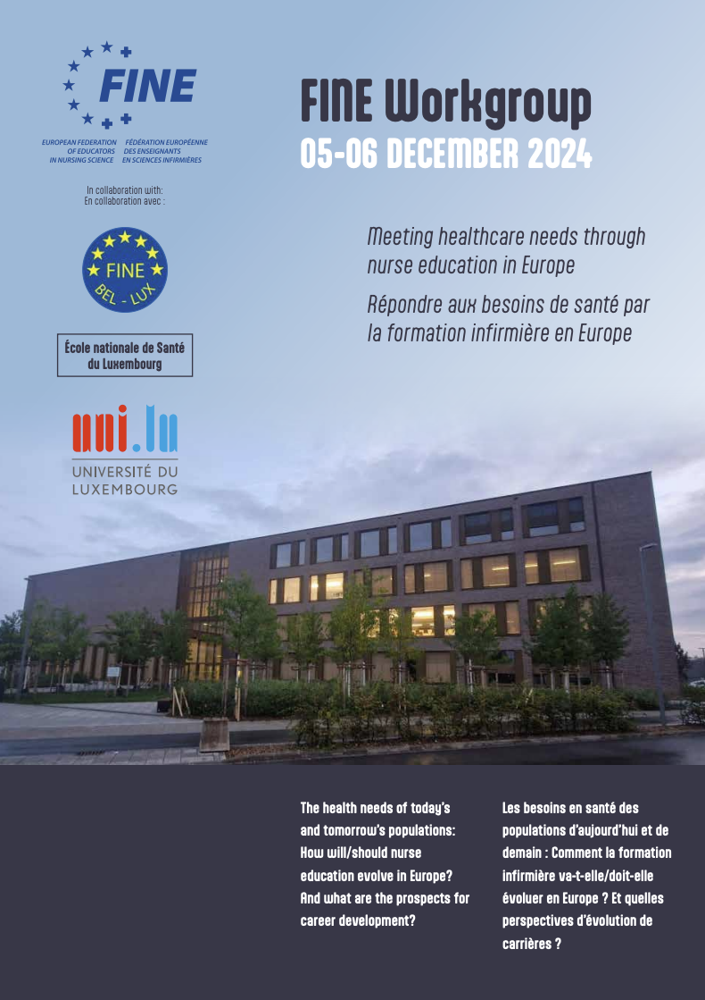 FINE
EUROPEAN FEDERATION
OF EDUCATORS
IN NURSING SCIENCE
FÉDÉRATION EUROPÉENNE
DES ENSEIGNANTS
EN SCIENCES INFIRMIÈRES
In collaboration with:
En collaboration avec :
FINE
BEL - LUX
École nationale de Santé
du Luxembourg
uni.lu
UNIVERSITÉ DU
LUXEMBOURG
FINE Workgroup
05-06 DECEMBER 2024
Meeting healthcare needs through
nurse education in Europe
Répondre aux besoins de santé par
la formation infirmière en Europe
The health needs of today's
and tomorrow's populations:
How will/should nurse
education evolve in Europe?
And what are the prospects for
career development?
Les besoins en santé des
populations d'aujourd'hui et de
demain : Comment la formation
infirmière va-t-elle/doit-elle
évoluer en Europe ? Et quelles
perspectives d'évolution de
carrières ?